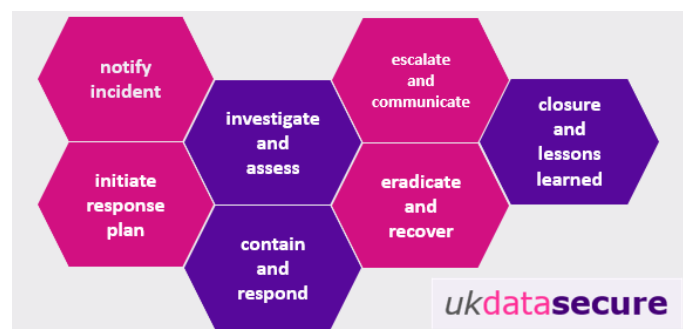 notify
incident
initiate
response
plan
investigate
and
assess
contain
and
respond
escalate
and
communicate
eradicate
and
recover
closure
and
lessons
learned
ukdatasecure